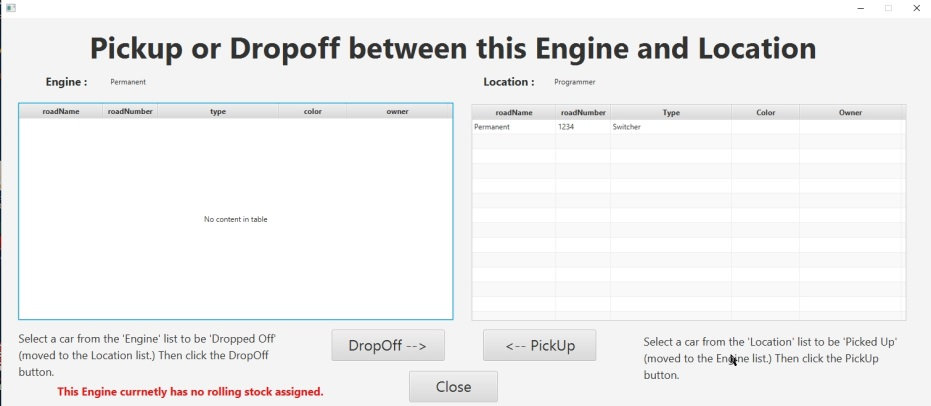 Pickup or Dropoff between this Engine and Location
Engine : Permanent
Location : Programmer
roadName roadNumber type color owner
No content in table
roadName roadNumber Type Color Owner
Permanent 1234 Switcher
Select a car from the 'Engine' list to be 'Dropped Off'
(moved to the Location list.) Then click the DropOff
button.
This Engine currnetly has no rolling stock assigned.
DropOff -->
<-- PickUp
Close
Select a car from the 'Location' list to be 'Picked Up'
(moved to the Engine list.) Then click the PickUp
button.